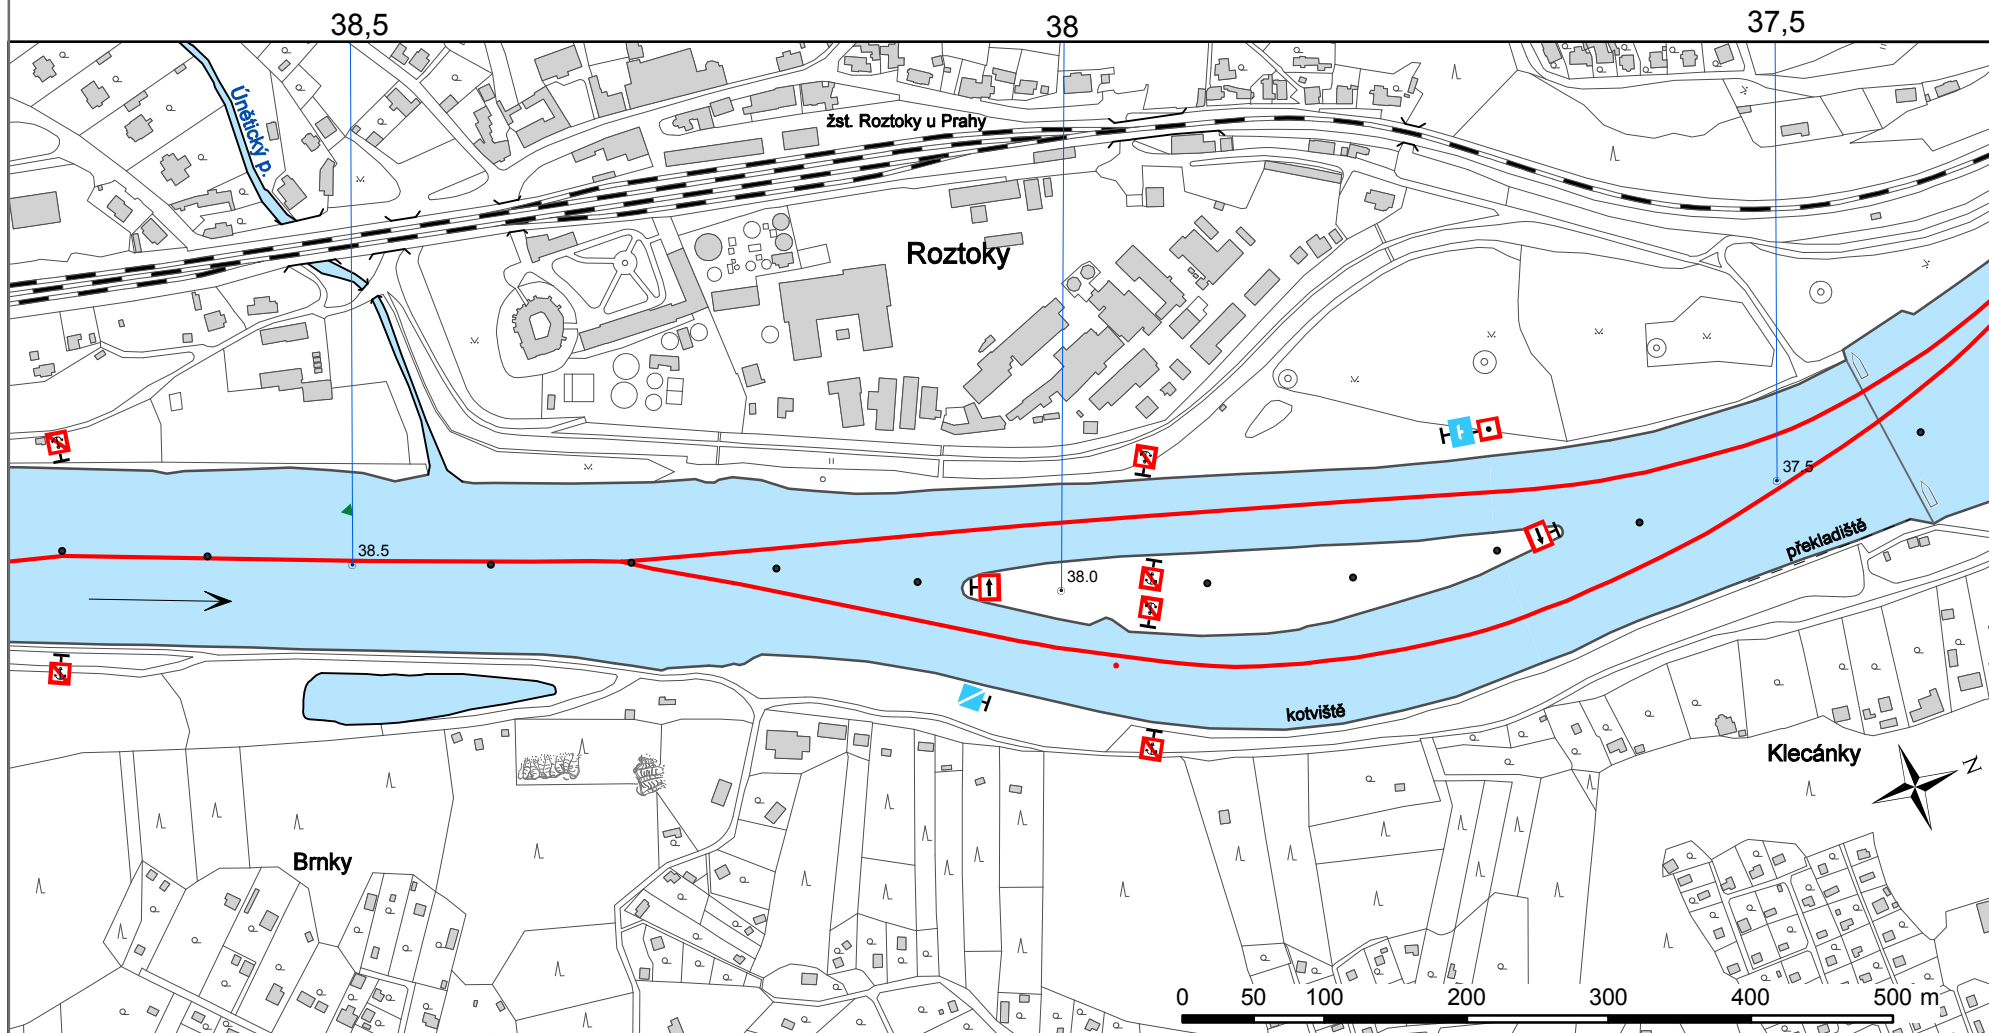 38,5
38
37,5
Únětický p.
žst. Roztoky u Prahy
Roztoky
37.5
38.5
38.0
překladiště
kotviště
Klecánky
N
Brnky
0 50 100 200 300 400 500 m